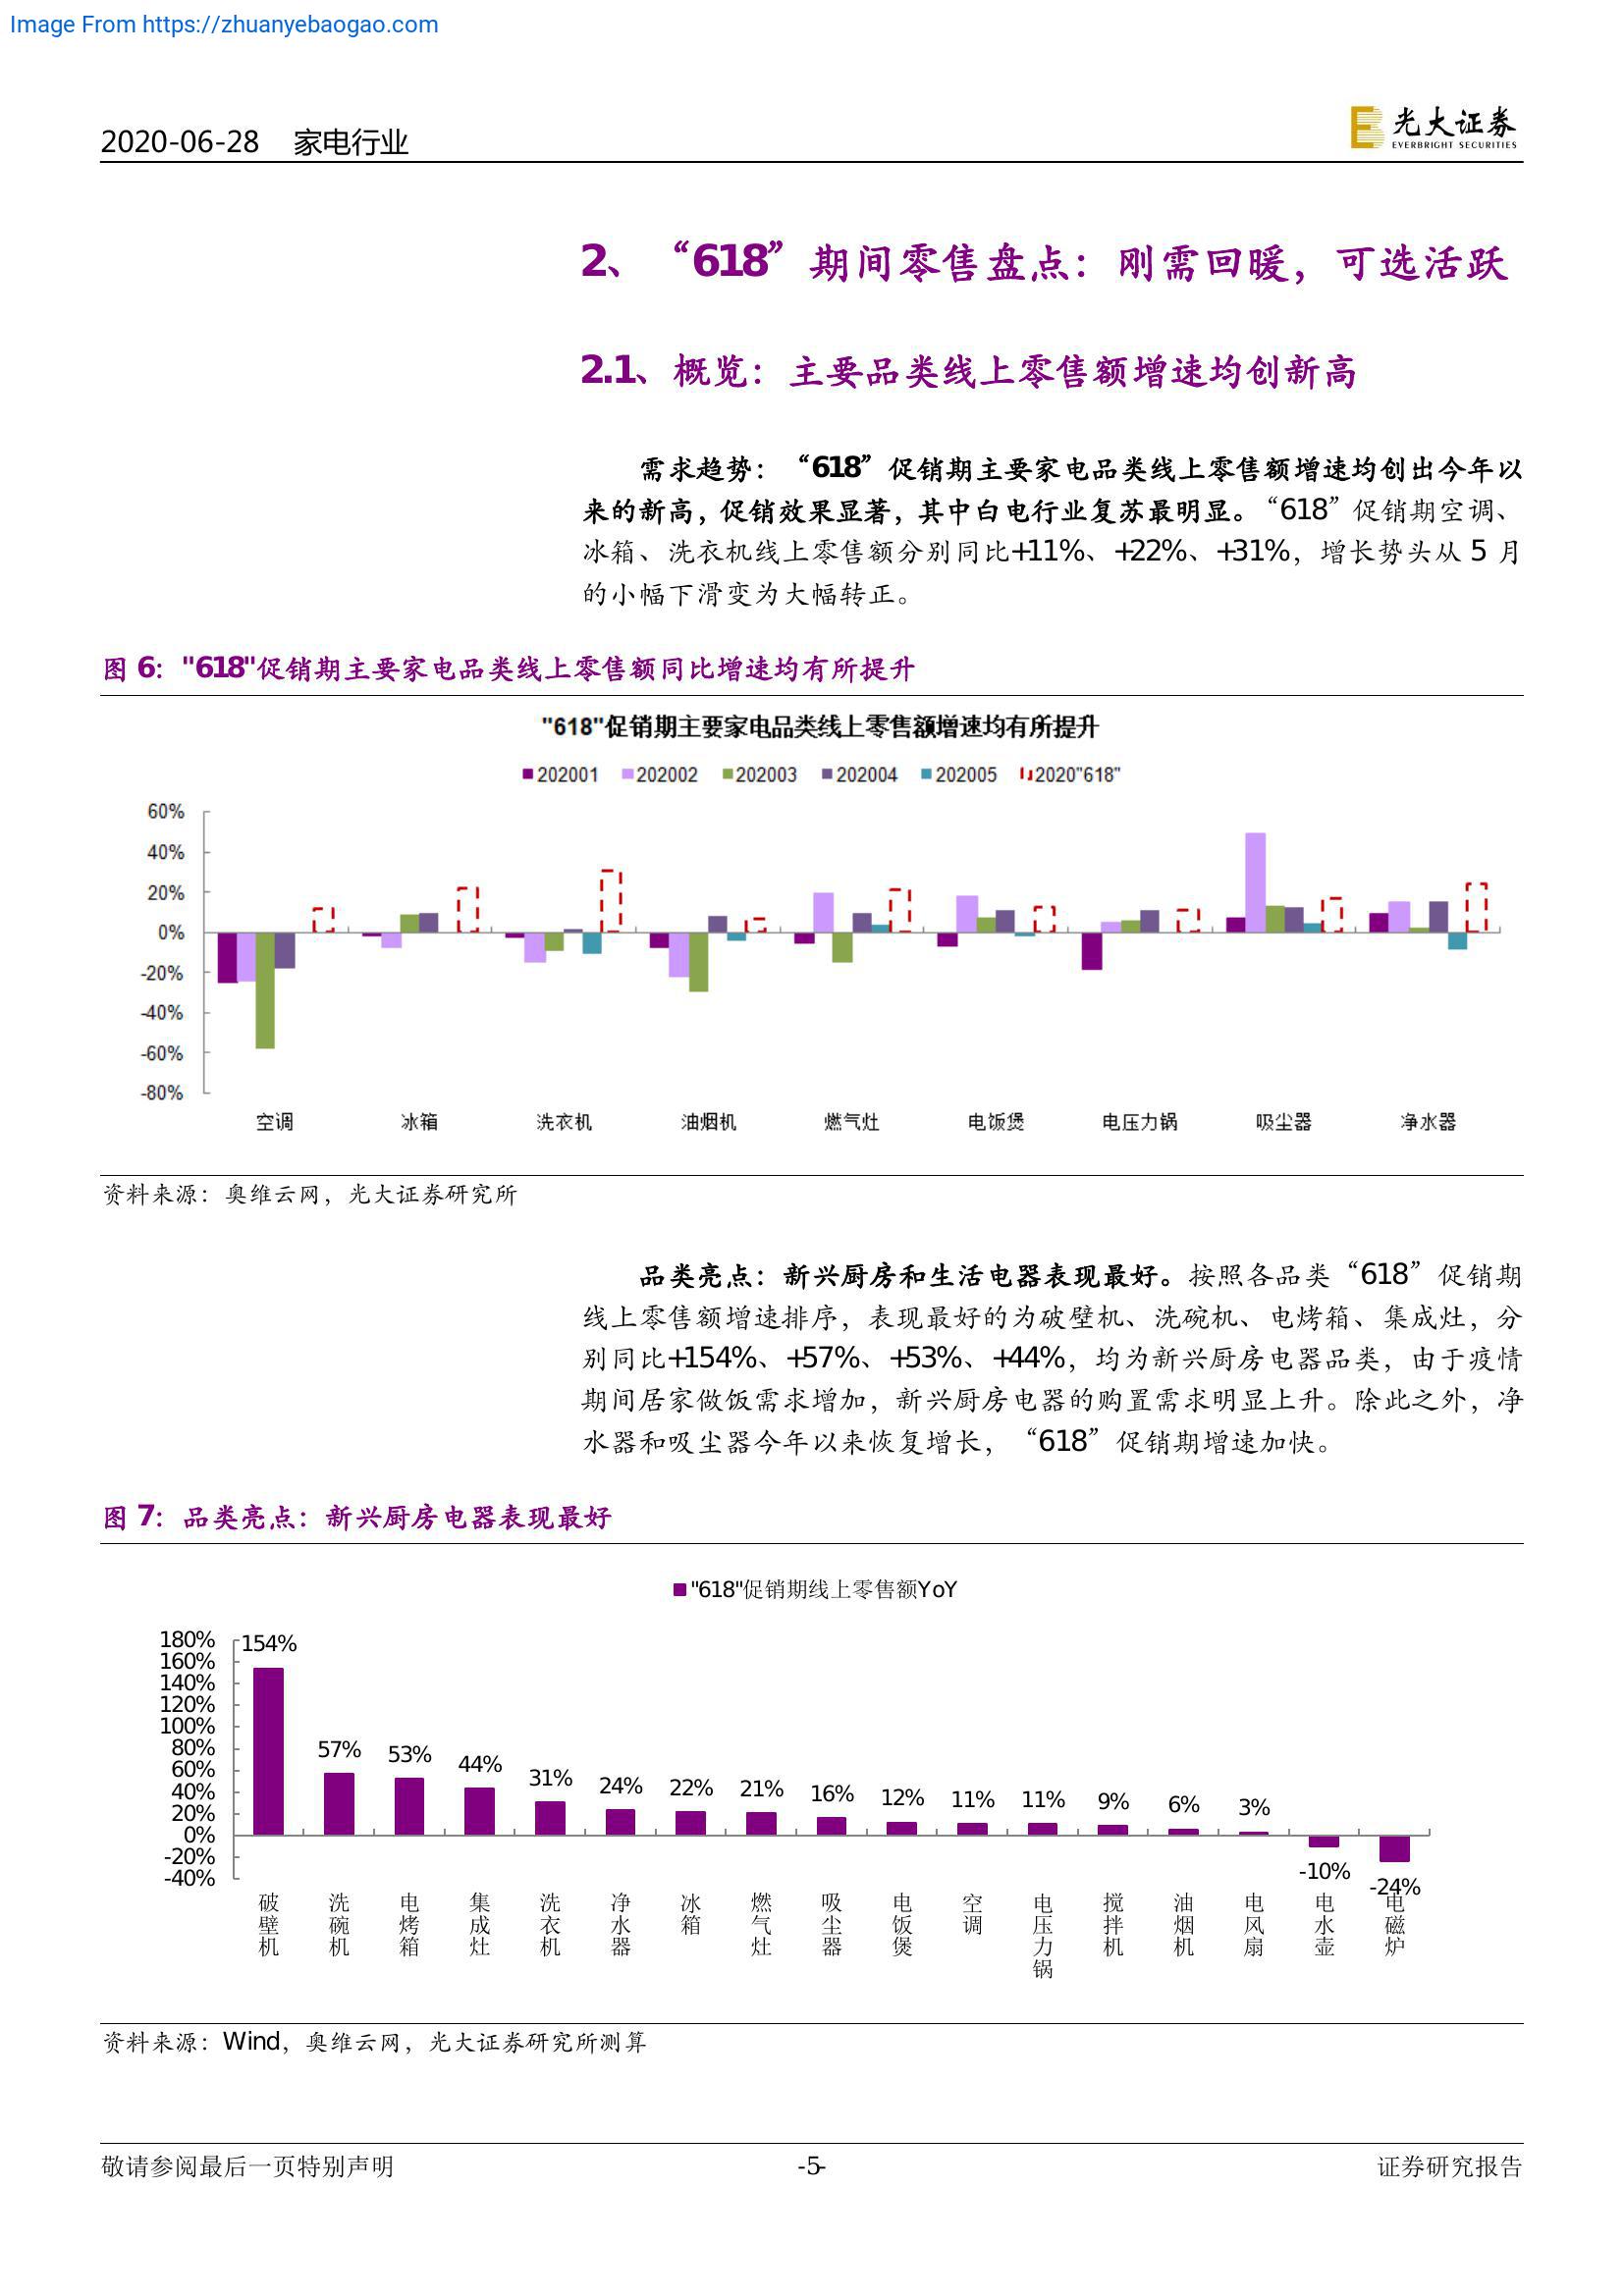 Image From https://zhuanyebaogao.com
2020-06-28 家电行业
光大证券
EVERBRIGHT SECURITIES
2、“618”期间零售盘点：刚需回暖，可选活跃
2.1、概览：主要品类线上零售额增速均创新高
需求趋势：“618”促销期主要家电品类线上零售额增速均创出今年以
来的新高，促销效果显著，其中白电行业复苏最明显。“618”促销期空调、
冰箱、洗衣机线上零售额分别同比+11%、+22%、+31%，增长势头从 5 月
的小幅下滑变为大幅转正。
图 6："618"促销期主要家电品类线上零售额同比增速均有所提升
"618"促销期主要家电品类线上零售额增速均有所提升
202001 202002 202003 202004 202005 2020"618"
60%
40%
20%
0%
-20%
-40%
-60%
-80%
空调 冰箱 洗衣机 油烟机 燃气灶 电饭煲 电压力锅 吸尘器 净水器
资料来源：奥维云网，光大证券研究所
品类亮点：新兴厨房和生活电器表现最好。按照各品类“618”促销期
线上零售额增速排序，表现最好的为破壁机、洗碗机、电烤箱、集成灶，分
别同比+154%、+57%、+53%、+44%，均为新兴厨房电器品类，由于疫情
期间居家做饭需求增加，新兴厨房电器的购置需求明显上升。除此之外，净
水器和吸尘器今年以来恢复增长，“618”促销期增速加快。
图 7：品类亮点：新兴厨房电器表现最好
"618"促销期线上零售额YoY
180%
160%
140%
120%
100%
80%
60%
40%
20%
0%
-20%
-40%
154% 57% 53% 44% 31% 24% 22% 21% 16% 12% 11% 11% 9% 6% 3% -10% -24%
破壁机 洗碗机 电烤箱 集成灶 洗衣机 净水器 冰箱 燃气灶 吸尘器 电饭煲 空调 电压力锅 搅拌机 油烟机 电风扇 电水壶 电磁炉
资料来源：Wind，奥维云网，光大证券研究所测算
敬请参阅最后一页特别声明 -5- 证券研究报告